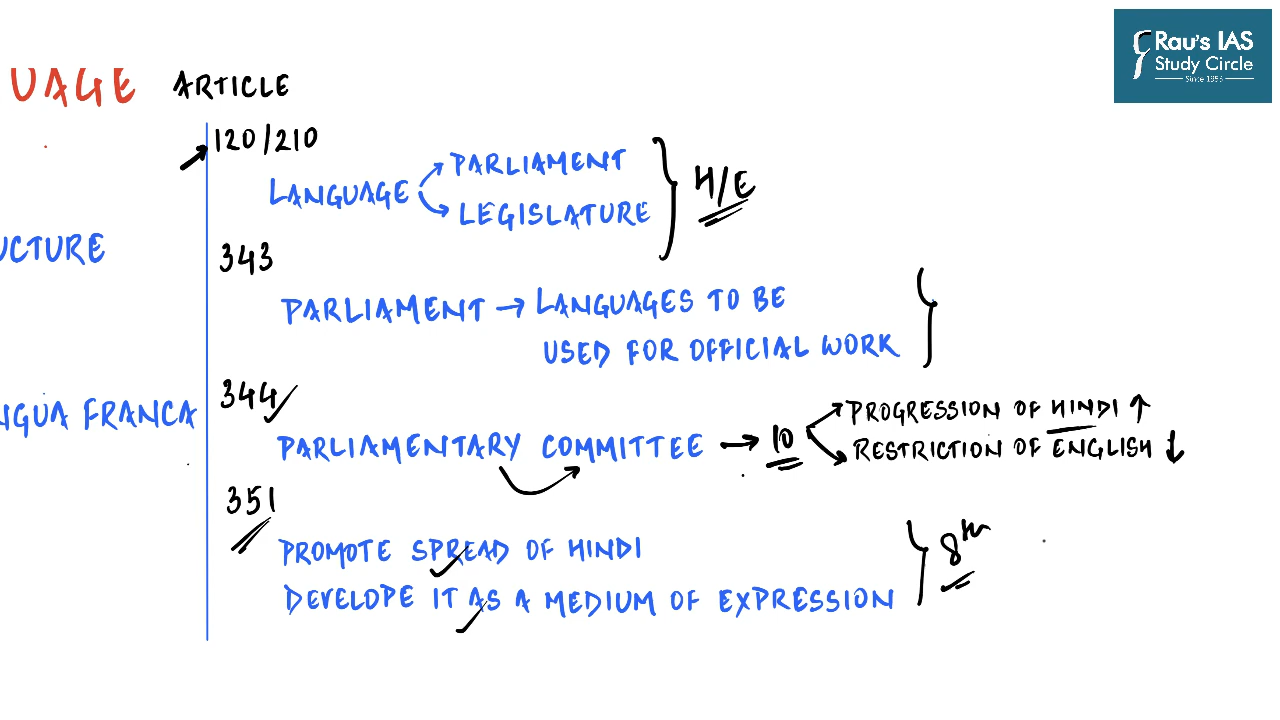 UAGE ARTICLE
Rau's IAS
Study Circle
Since 1953
120/210
LANGUAGE PARLIAMENT
LEGISLATURE
H/E
UCTURE
343
PARLIAMENT → LANGUAGES TO BE
USED FOR OFFICIAL WORK
344
NGUA FRANCA
PARLIAMENTARY COMMITTEE → 10
PROGRESSION OF HINDI ↑
RESTRICTION OF ENGLISH ↓
351
PROMOTE SPREAD OF HINDI
DEVELOPE IT AS A MEDIUM OF EXPRESSION
8th